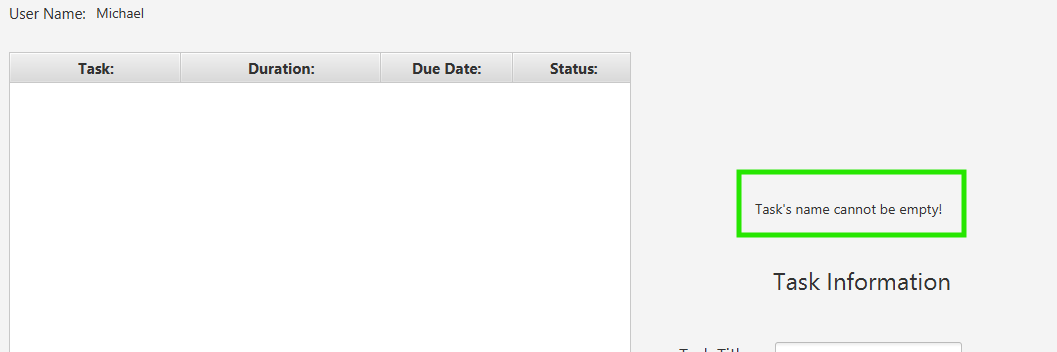 User Name: Michael
Task: Duration: Due Date: Status:
Task's name cannot be empty!
Task Information